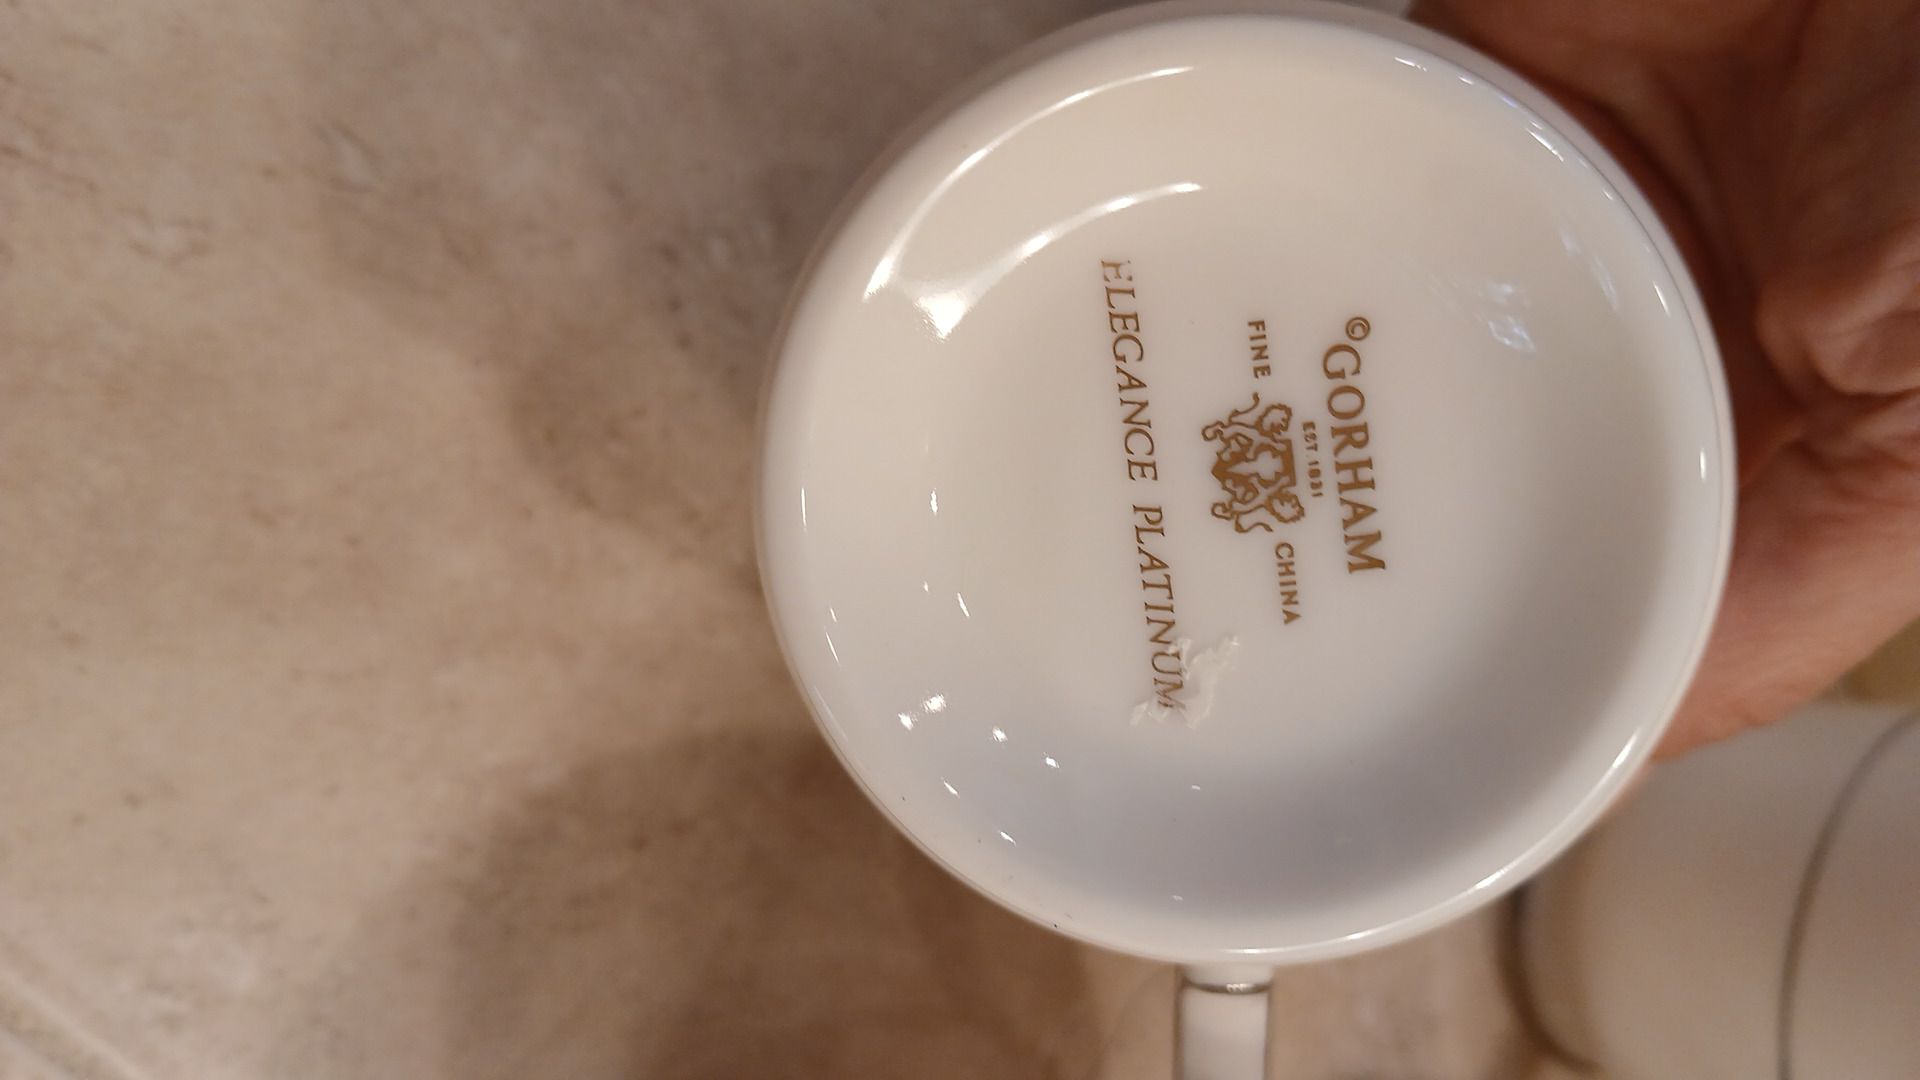 ©GORHAM
EST. 1831
FINE CHINA
ELEGANCE PLATINUM